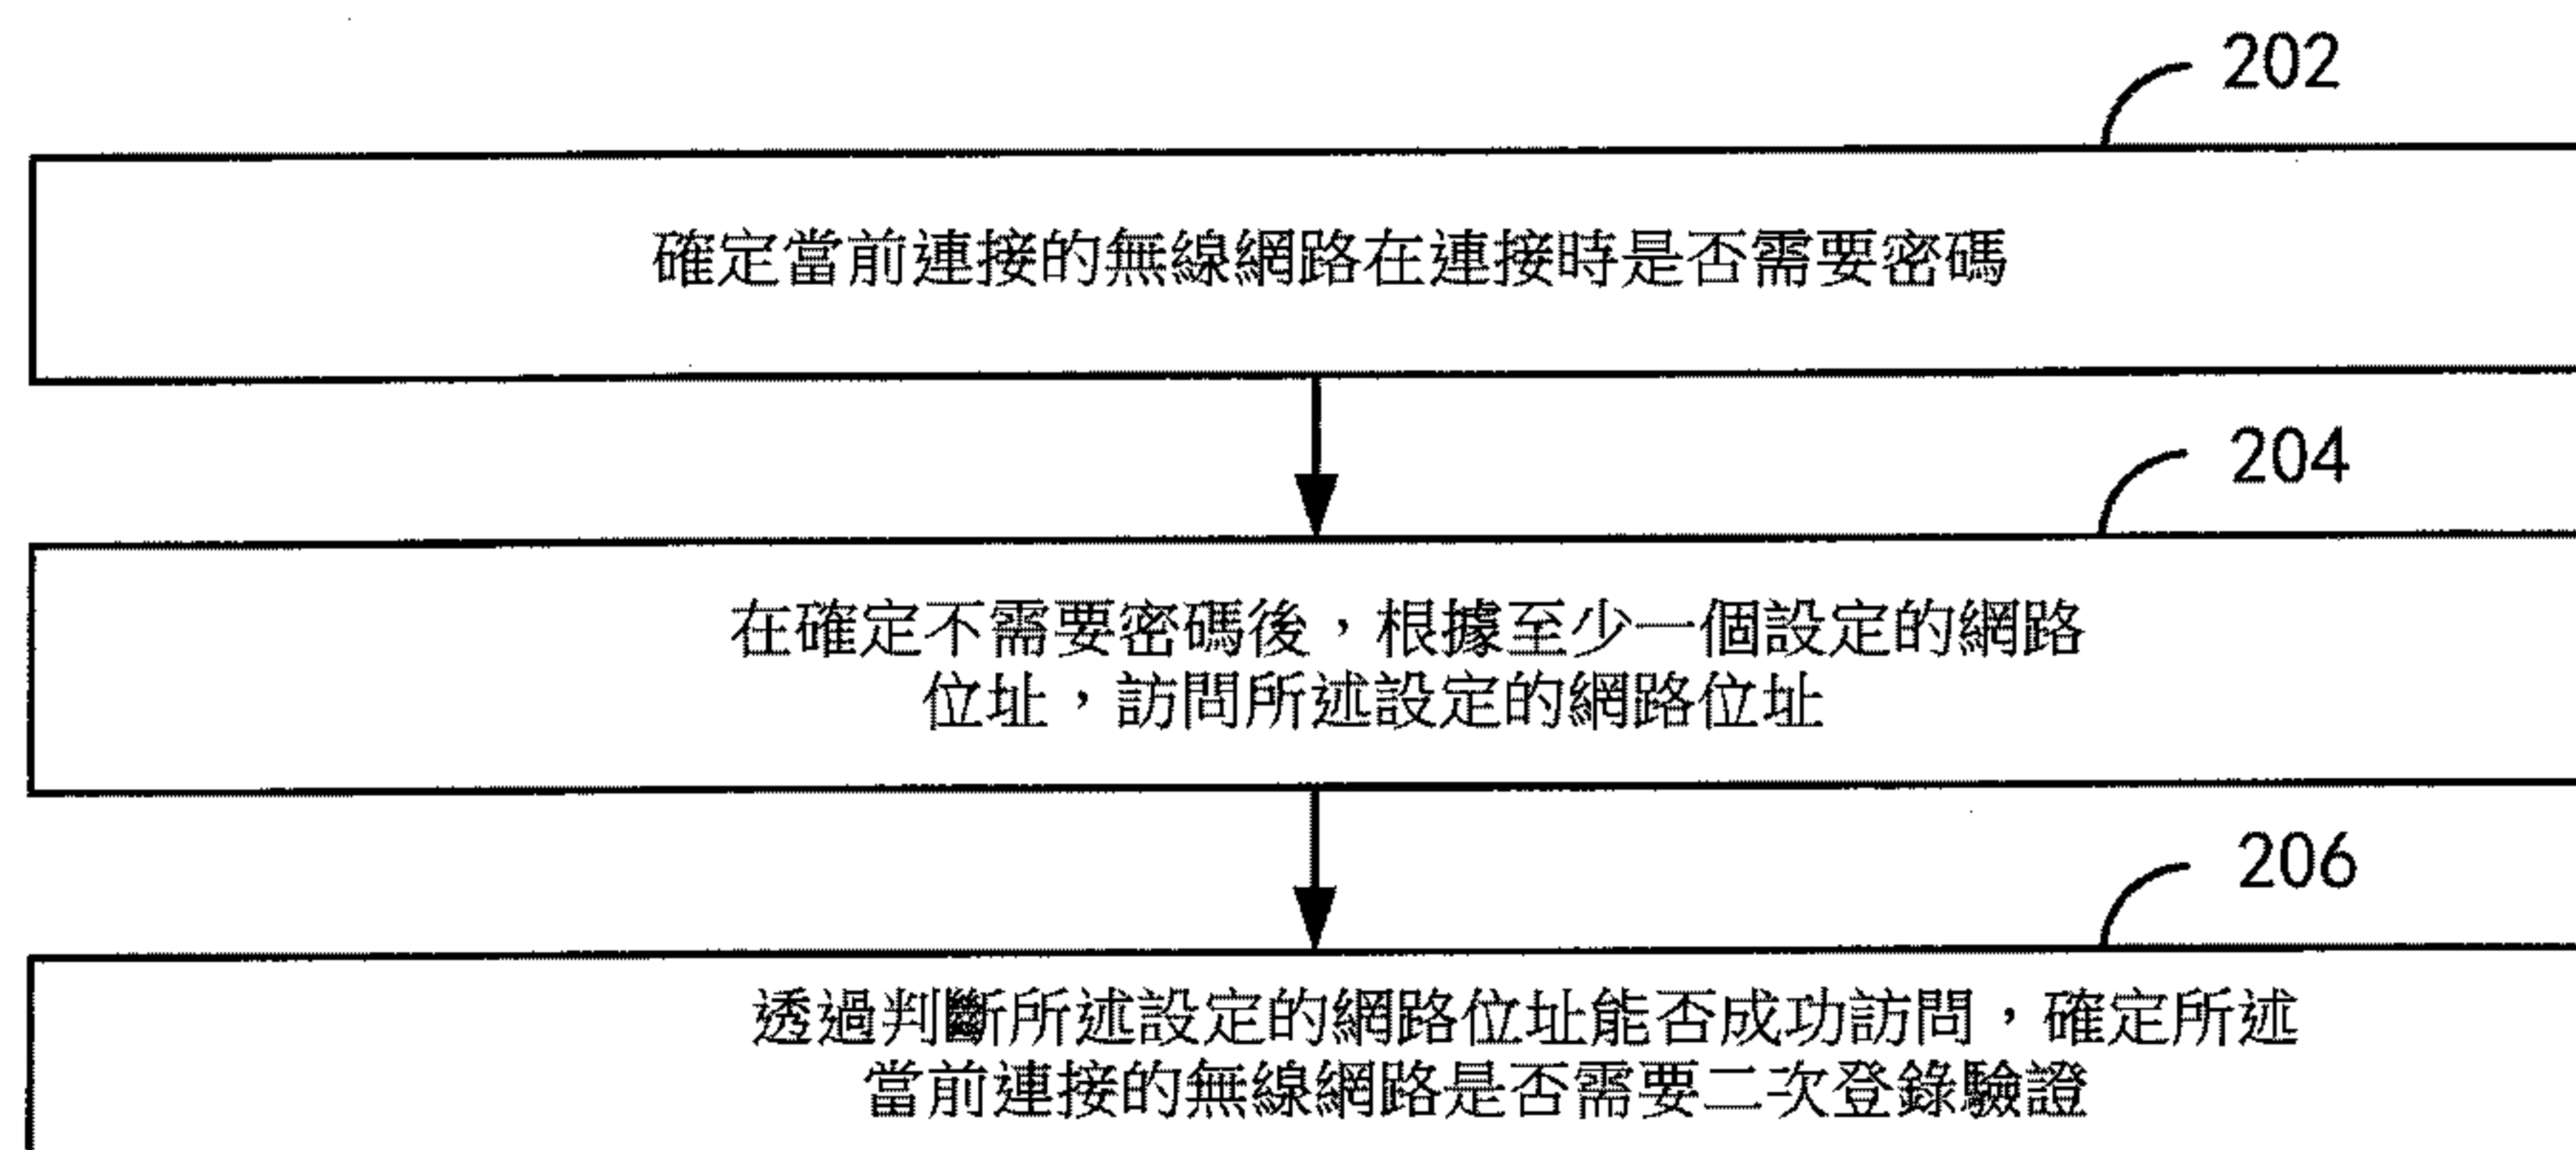 202
確定當前連接的無線網路在連接時是否需要密碼
204
在確定不需要密碼後，根據至少一個設定的網路
位址，訪問所述設定的網路位址
206
透過判斷所述設定的網路位址能否成功訪問，確定所述
當前連接的無線網路是否需要二次登錄驗證